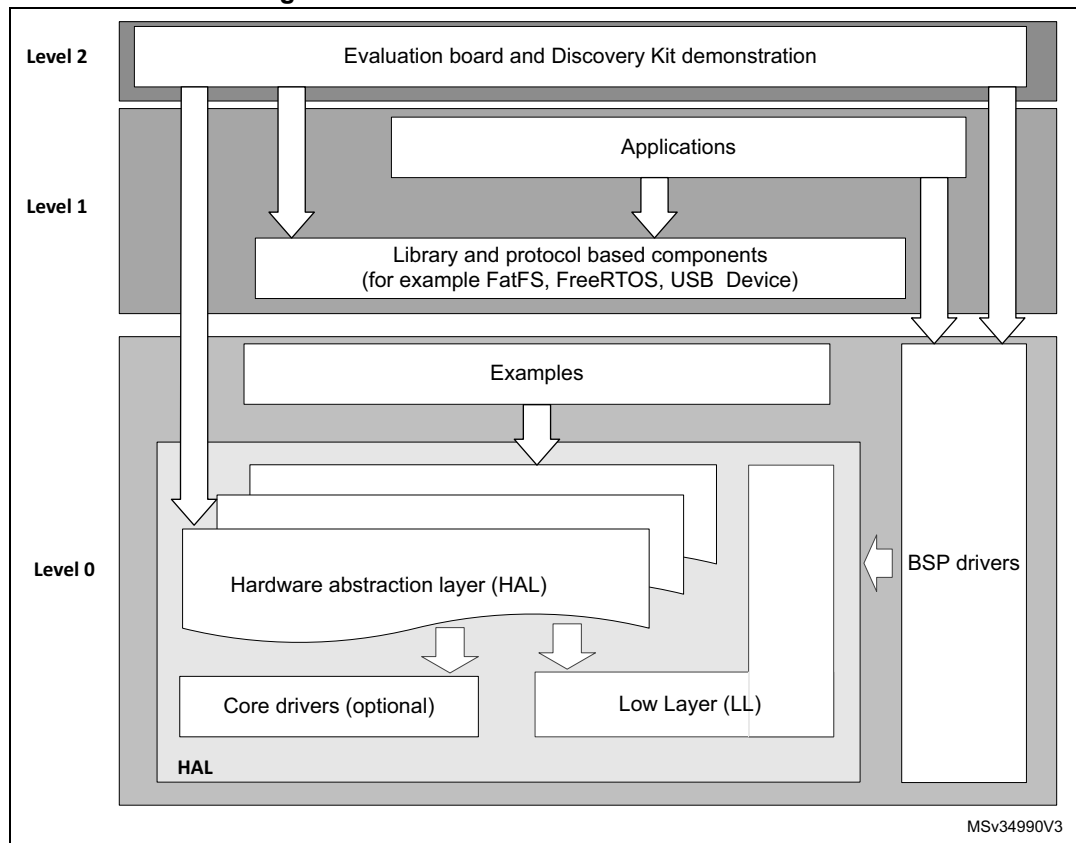 Level 2
Evaluation board and Discovery Kit demonstration
Applications
Level 1
Library and protocol based components
(for example FatFS, FreeRTOS, USB Device)
Examples
Level 0
Hardware abstraction layer (HAL)
BSP drivers
Core drivers (optional)
Low Layer (LL)
HAL
MSv34990V3